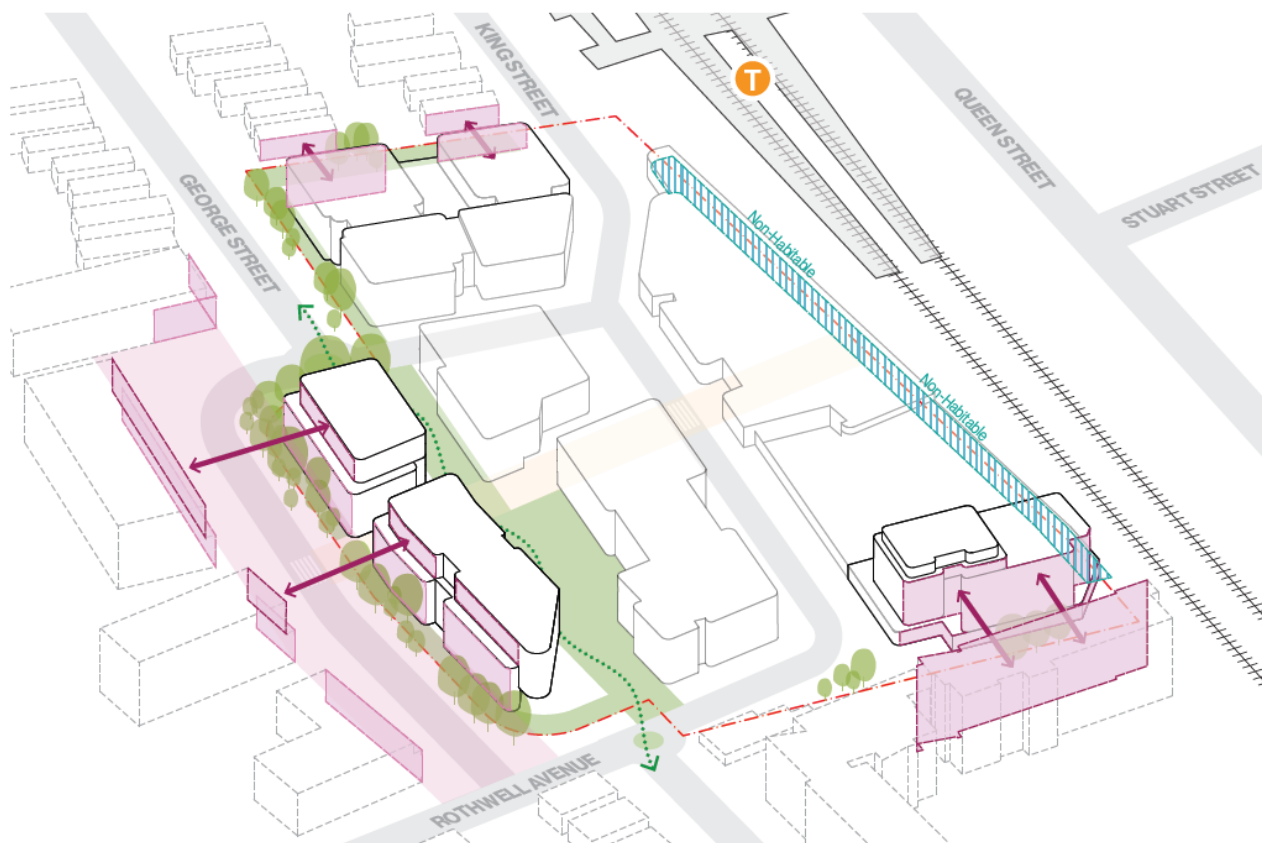 KING STREET
T
QUEEN STREET
STUART STREET
GEORGE STREET
Non-Habitable
Non-Habitable
ROTHWELL AVENUE